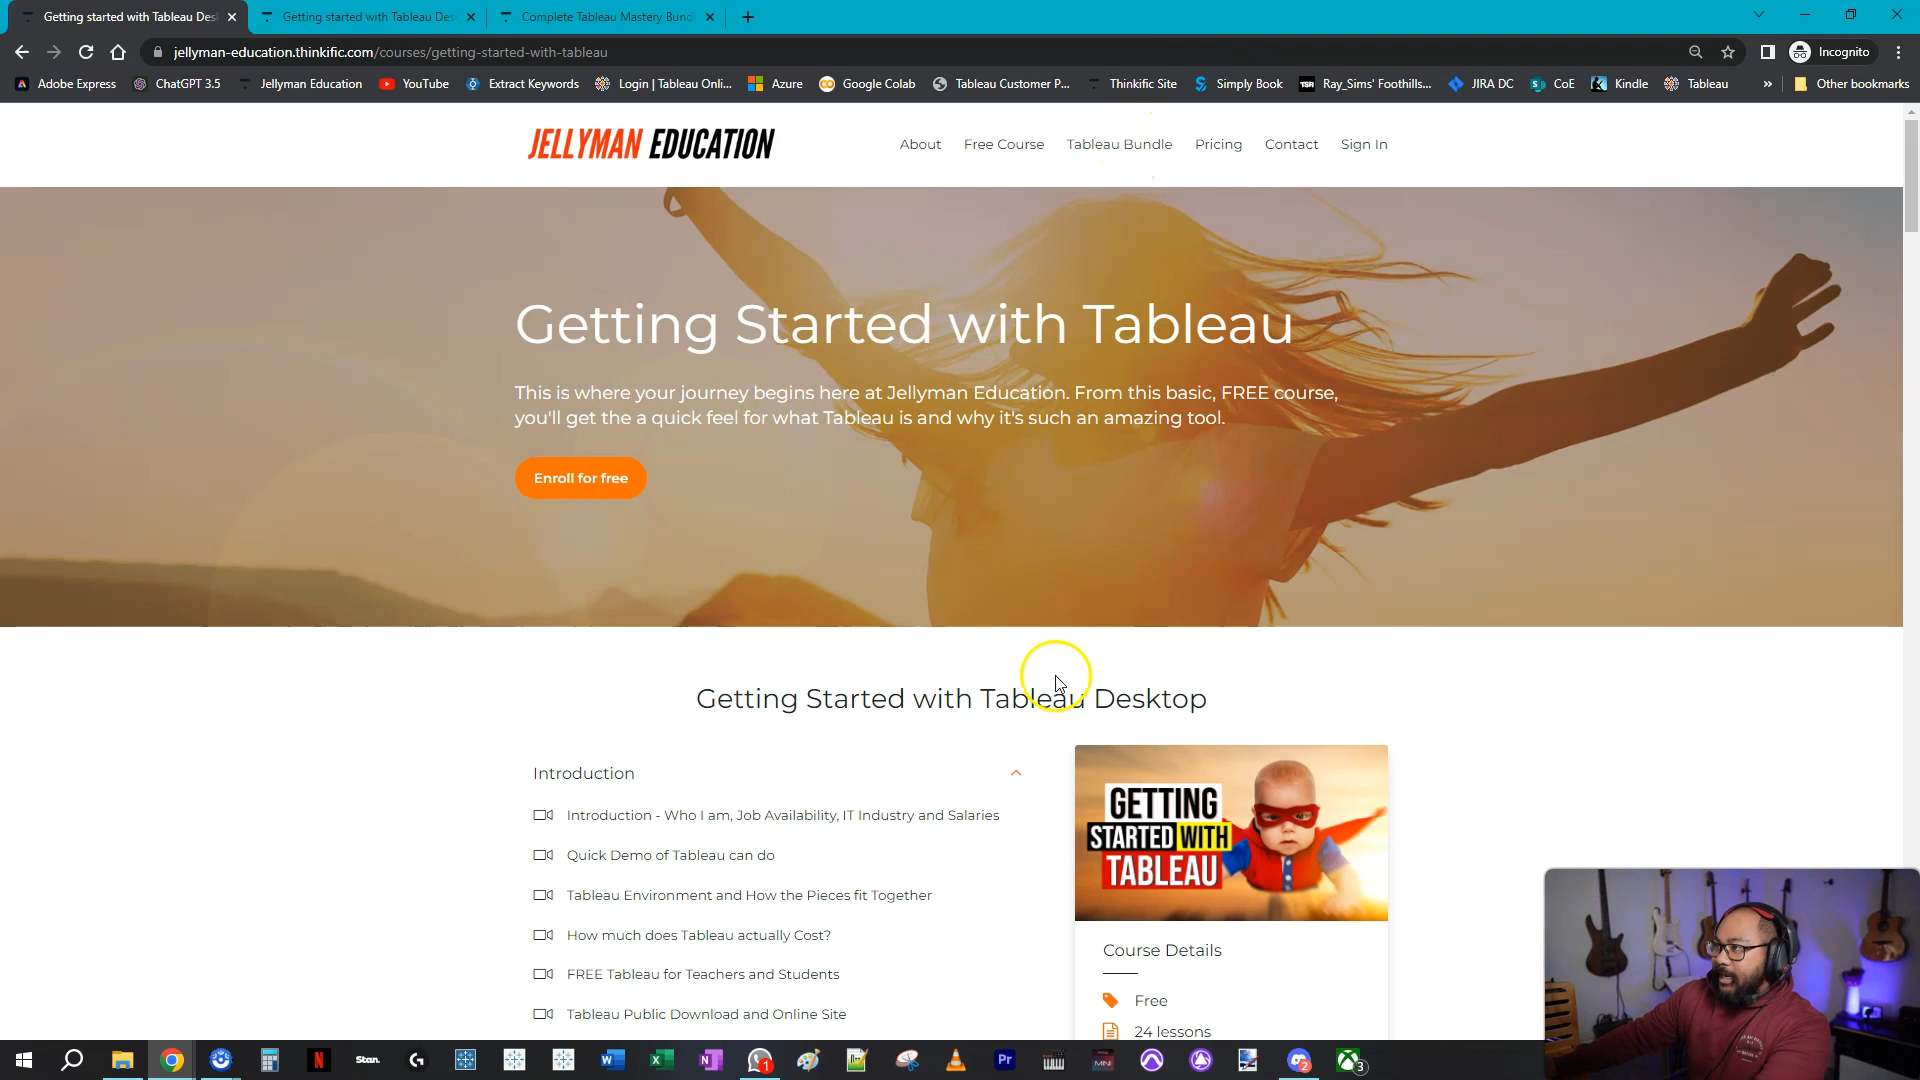 Getting started with Tableau Des
Getting started with Tableau Des
Complete Tableau Mastery Bund
jellyman-education.thinkific.com/courses/getting-started-with-tableau
Incognito
Adobe Express
ChatGPT 3.5
Jellyman Education
YouTube
Extract Keywords
Login | Tableau Onli...
Azure
Google Colab
Tableau Customer P...
Thinkific Site
Simply Book
Ray_Sims' Foothills...
JIRA DC
CoE
Kindle
Tableau
»
Other bookmarks
JELLYMAN EDUCATION
About
Free Course
Tableau Bundle
Pricing
Contact
Sign In
Getting Started with Tableau
This is where your journey begins here at Jellyman Education. From this basic, FREE course,
you'll get the a quick feel for what Tableau is and why it's such an amazing tool.
Enroll for free
Getting Started with Tableau Desktop
Introduction
Introduction - Who I am, Job Availability, IT Industry and Salaries
Quick Demo of Tableau can do
Tableau Environment and How the Pieces fit Together
How much does Tableau actually Cost?
FREE Tableau for Teachers and Students
Tableau Public Download and Online Site
GETTING
STARTED WITH
TABLEAU
Course Details
Free
24 lessons
Stan.
1
Pr
MN
2
3